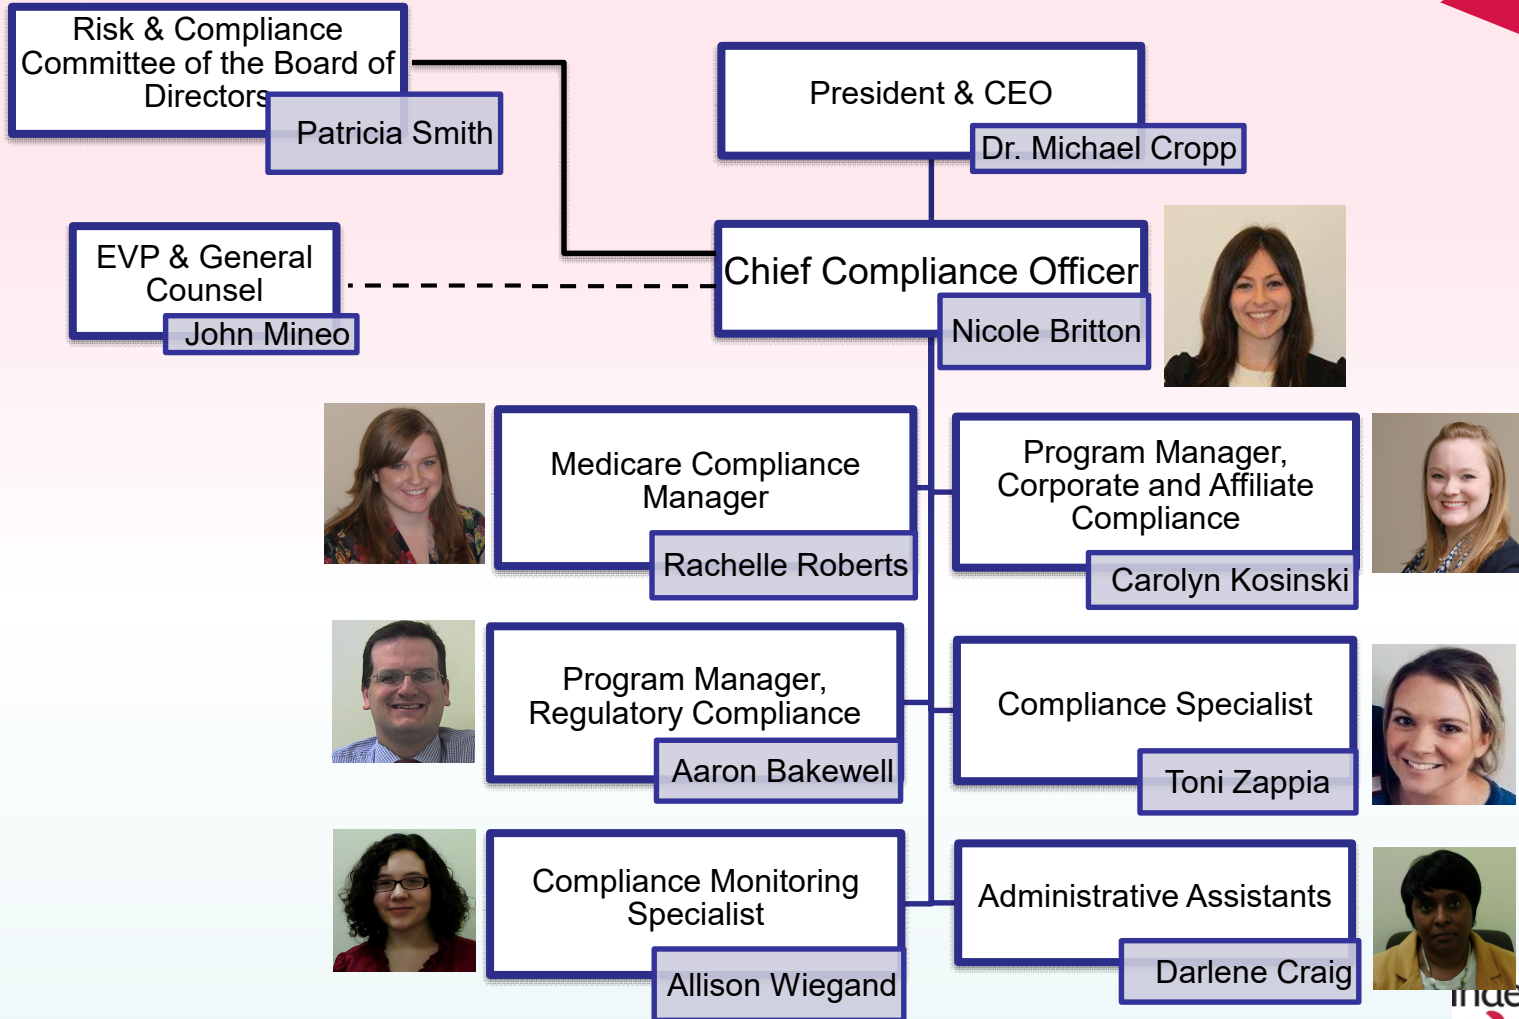 Risk & Compliance
Committee of the Board of
Directors
Patricia Smith
President & CEO
Dr. Michael Cropp
EVP & General
Counsel
John Mineo
Chief Compliance Officer
Nicole Britton
Medicare Compliance
Manager
Rachelle Roberts
Program Manager,
Corporate and Affiliate
Compliance
Carolyn Kosinski
Program Manager,
Regulatory Compliance
Aaron Bakewell
Compliance Specialist
Toni Zappia
Compliance Monitoring
Specialist
Allison Wiegand
Administrative Assistants
Darlene Craig